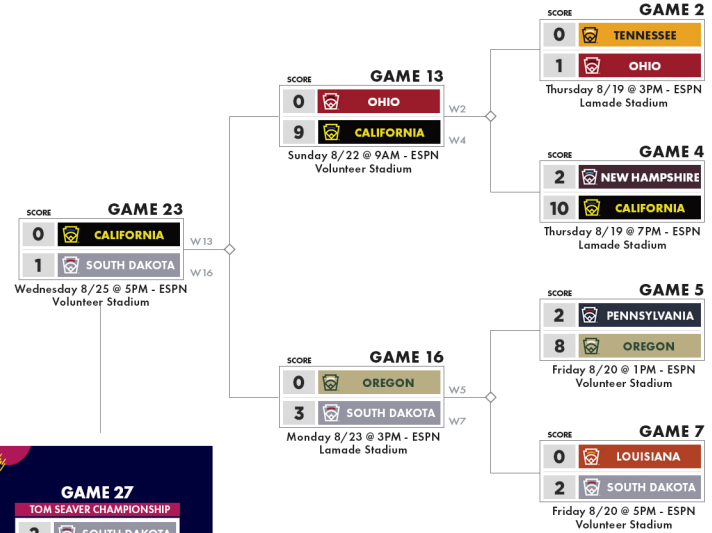 GAME 2
SCORE
0 TENNESSEE
1 OHIO
Thursday 8/19 @ 3PM - ESPN
Lamade Stadium
GAME 13
SCORE
0 OHIO
9 CALIFORNIA
W2
W4
Sunday 8/22 @ 9AM - ESPN
Volunteer Stadium
GAME 4
SCORE
2 NEW HAMPSHIRE
10 CALIFORNIA
Thursday 8/19 @ 7PM - ESPN
Lamade Stadium
GAME 23
SCORE
0 CALIFORNIA
1 SOUTH DAKOTA
W13
W16
Wednesday 8/25 @ 5PM - ESPN
Volunteer Stadium
GAME 5
SCORE
2 PENNSYLVANIA
8 OREGON
Friday 8/20 @ 1PM - ESPN
Volunteer Stadium
GAME 16
SCORE
0 OREGON
3 SOUTH DAKOTA
W5
W7
Monday 8/23 @ 3PM - ESPN
Lamade Stadium
GAME 7
SCORE
0 LOUISIANA
2 SOUTH DAKOTA
Friday 8/20 @ 5PM - ESPN
Volunteer Stadium
GAME 27
TOM SEAVER CHAMPIONSHIP
2 SOUTH DAKOTA